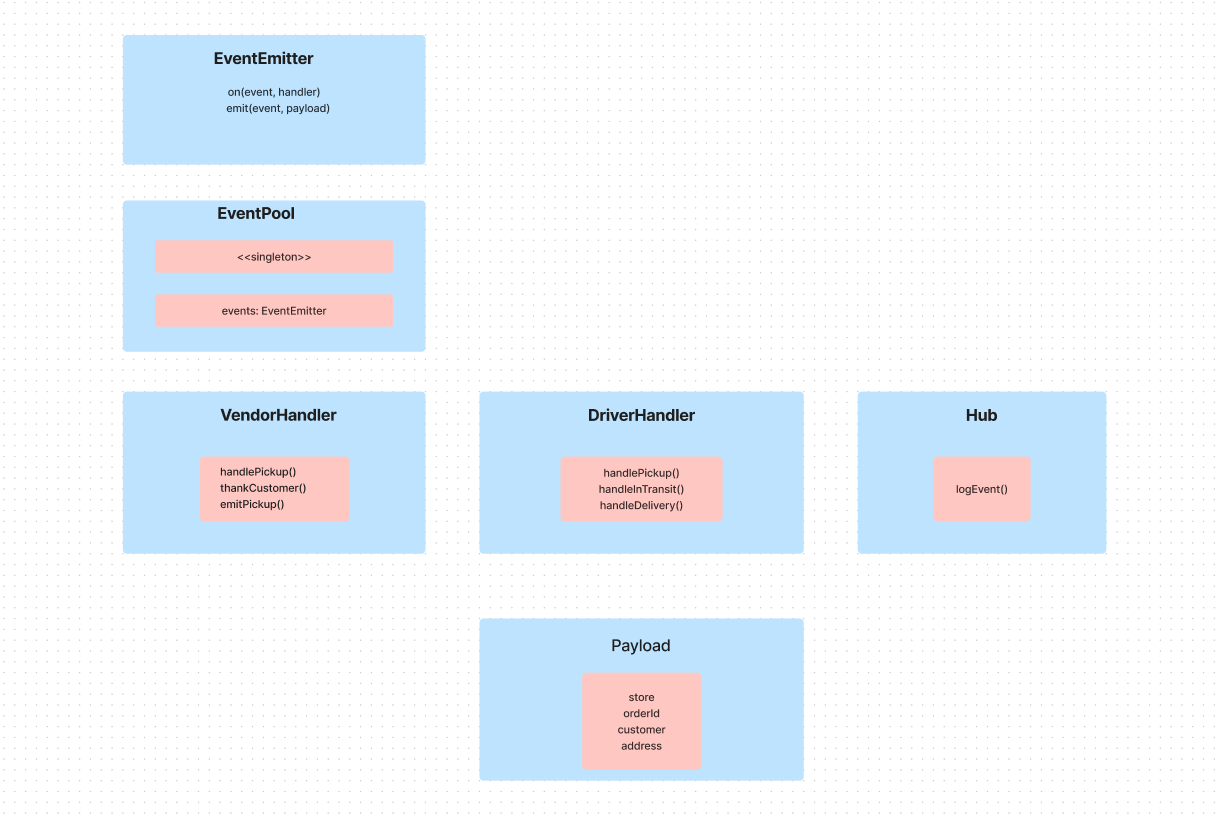 EventEmitter
on(event, handler)
emit(event, payload)
EventPool
<<singleton>>
events: EventEmitter
VendorHandler
handlePickup()
thankCustomer()
emitPickup()
DriverHandler
handlePickup()
handleInTransit()
handleDelivery()
Hub
logEvent()
Payload
store
orderId
customer
address